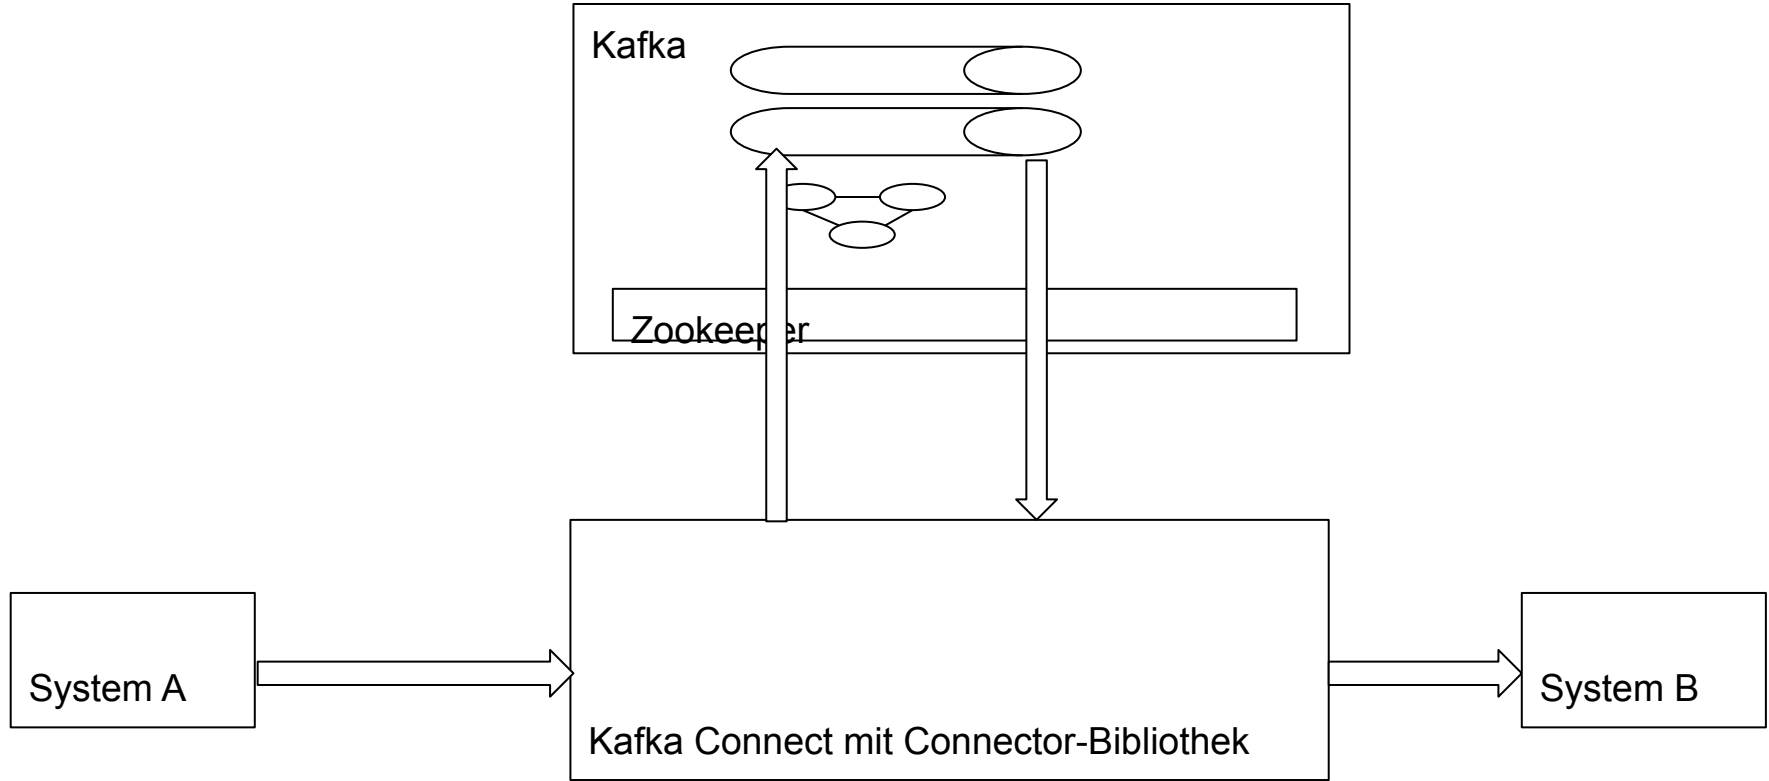 Kafka
Zookeeper
System A
Kafka Connect mit Connector-Bibliothek
System B